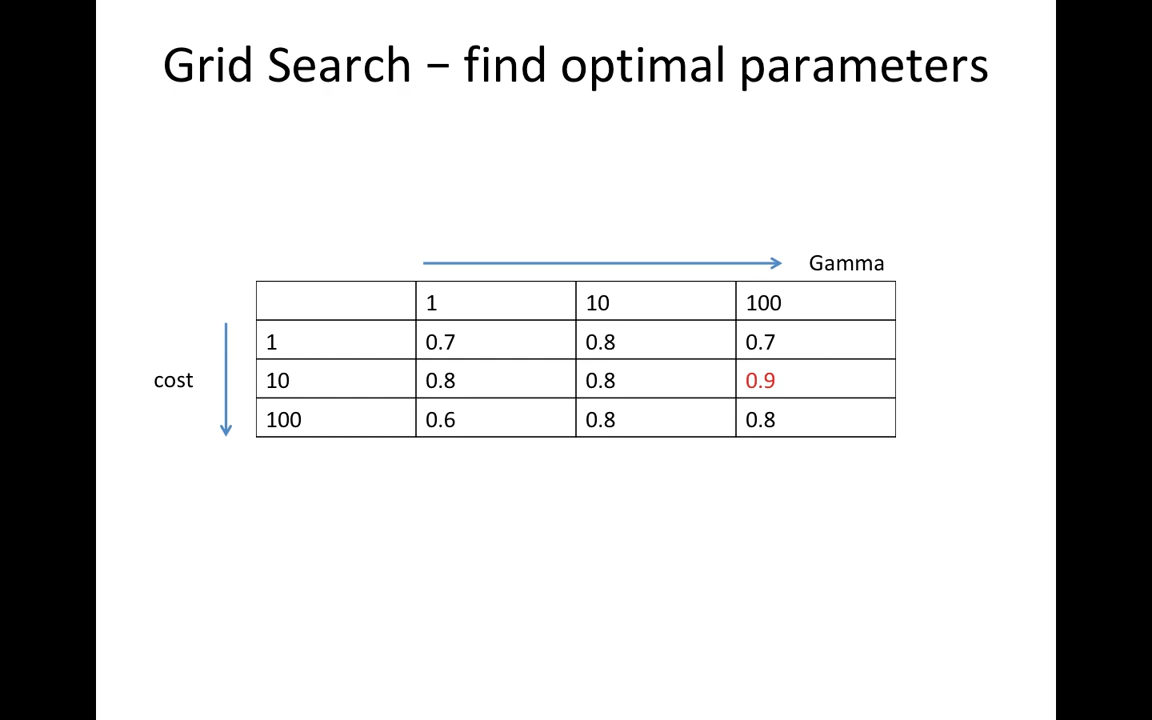 Grid Search – find optimal parameters
Gamma
1 10 100
1 0.7 0.8 0.7
cost
10 0.8 0.8 0.9
100 0.6 0.8 0.8